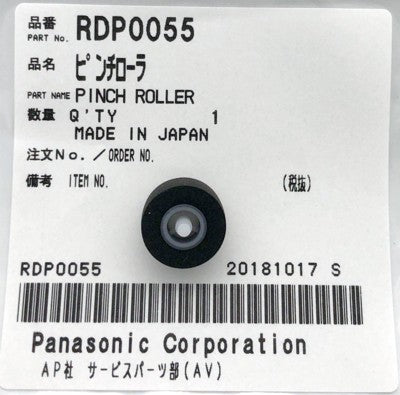 品番 RDP0055
PART No.
品名 ピンチローラ
PART NAME PINCH ROLLER
数量 Q'TY 1
MADE IN JAPAN
注文No.／ORDER NO.
備考 ITEM NO. (税抜)
RDP0055 20181017 S
Panasonic Corporation
AP社 サービスパーツ部(AV)